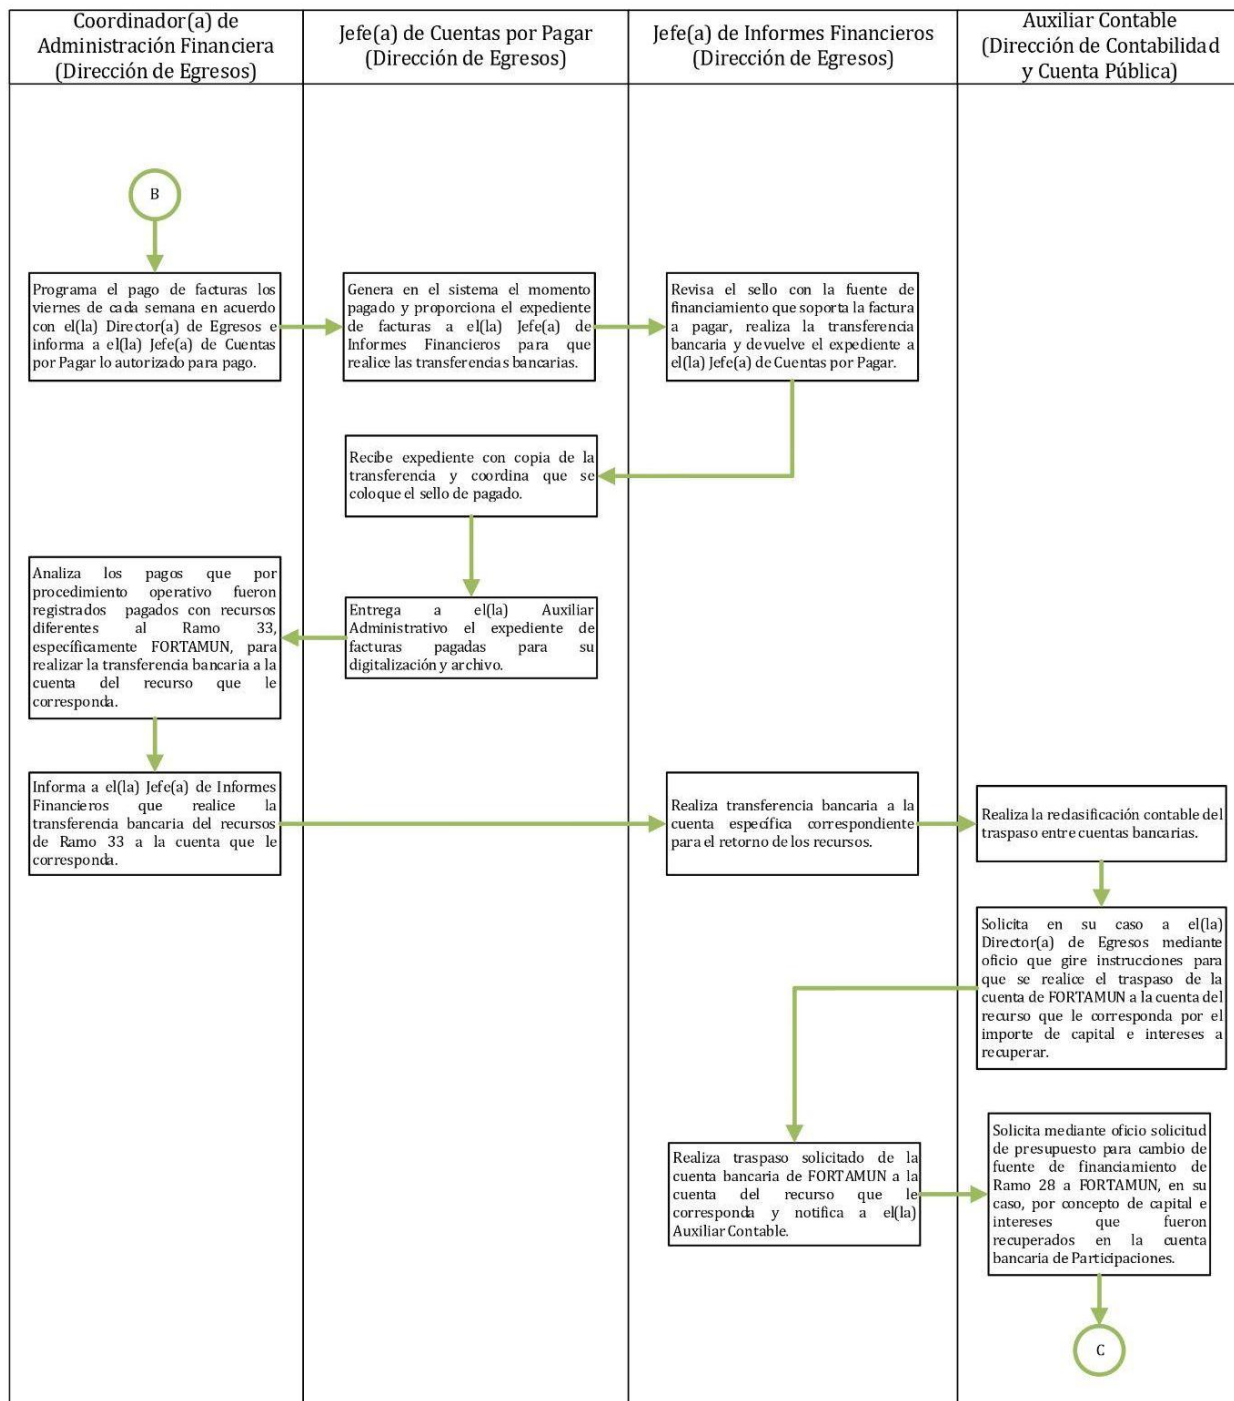 Coordinador(a) de
Administración Financiera
(Dirección de Egresos)
Jefe(a) de Cuentas por Pagar
(Dirección de Egresos)
Jefe(a) de Informes Financieros
(Dirección de Egresos)
Auxiliar Contable
(Dirección de Contabilidad
y Cuenta Pública)
B
Programa el pago de facturas los
viernes de cada semana en acuerdo
con el(la) Director(a) de Egresos e
informa a el(la) Jefe(a) de Cuentas
por Pagar lo autorizado para pago.
Genera en el sistema el momento
pagado y proporciona el expediente
de facturas a el(la) Jefe(a) de
Informes Financieros para que
realice las transferencias bancarias.
Revisa el sello con la fuente de
financiamiento que soporta la factura
a pagar, realiza la transferencia
bancaria y devuelve el expediente a
el(la) Jefe(a) de Cuentas por Pagar.
Recibe expediente con copia de la
transferencia y coordina que se
coloque el sello de pagado.
Entrega a el(la) Auxiliar
Administrativo el expediente de
facturas pagadas para su
digitalización y archivo.
Analiza los pagos que por
procedimiento operativo fueron
registrados pagados con recursos
diferentes al Ramo 33,
específicamente FORTAMUN, para
realizar la transferencia bancaria a la
cuenta del recurso que le
corresponda.
Informa a el(la) Jefe(a) de Informes
Financieros que realice la
transferencia bancaria del recursos
de Ramo 33 a la cuenta que le
corresponda.
Realiza transferencia bancaria a la
cuenta específica correspondiente
para el retorno de los recursos.
Realiza la reclasificación contable del
traspaso entre cuentas bancarias.
Solicita en su caso a el(la)
Director(a) de Egresos mediante
oficio que gire instrucciones para
que se realice el traspaso de la
cuenta de FORTAMUN a la cuenta del
recurso que le corresponda por el
importe de capital e intereses a
recuperar.
Realiza traspaso solicitado de la
cuenta bancaria de FORTAMUN a la
cuenta del recurso que le
corresponda y notifica a el(la)
Auxiliar Contable.
Solicita mediante oficio solicitud
de presupuesto para cambio de
fuente de financiamiento de
Ramo 28 a FORTAMUN, en su
caso, por concepto de capital e
intereses que fueron
recuperados en la cuenta
bancaria de Participaciones.
C